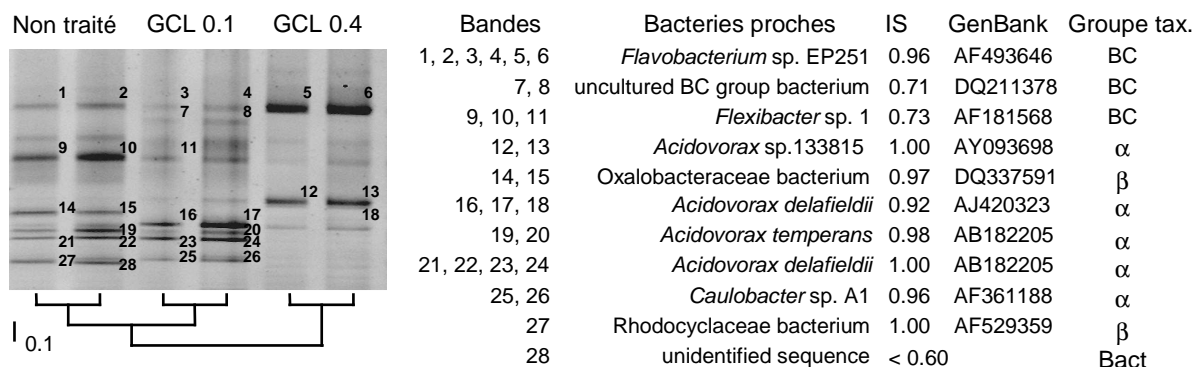 Non traité GCL 0.1 GCL 0.4 Bandes Bacteries proches IS GenBank Groupe tax.
1, 2, 3, 4, 5, 6 Flavobacterium sp. EP251 0.96 AF493646 BC
7, 8 uncultured BC group bacterium 0.71 DQ211378 BC
9, 10, 11 Flexibacter sp. 1 0.73 AF181568 BC
12, 13 Acidovorax sp.133815 1.00 AY093698 α
14, 15 Oxalobacteraceae bacterium 0.97 DQ337591 β
16, 17, 18 Acidovorax delafieldii 0.92 AJ420323 α
19, 20 Acidovorax temperans 0.98 AB182205 α
21, 22, 23, 24 Acidovorax delafieldii 1.00 AB182205 α
25, 26 Caulobacter sp. A1 0.96 AF361188 α
27 Rhodocyclaceae bacterium 1.00 AF529359 β
28 unidentified sequence < 0.60 Bact
1 2 3 4 5 6
7 8
9 10 11
12 13
14 15 16 17 18
19 20
21 22 23 24
27 28 25 26
0.1